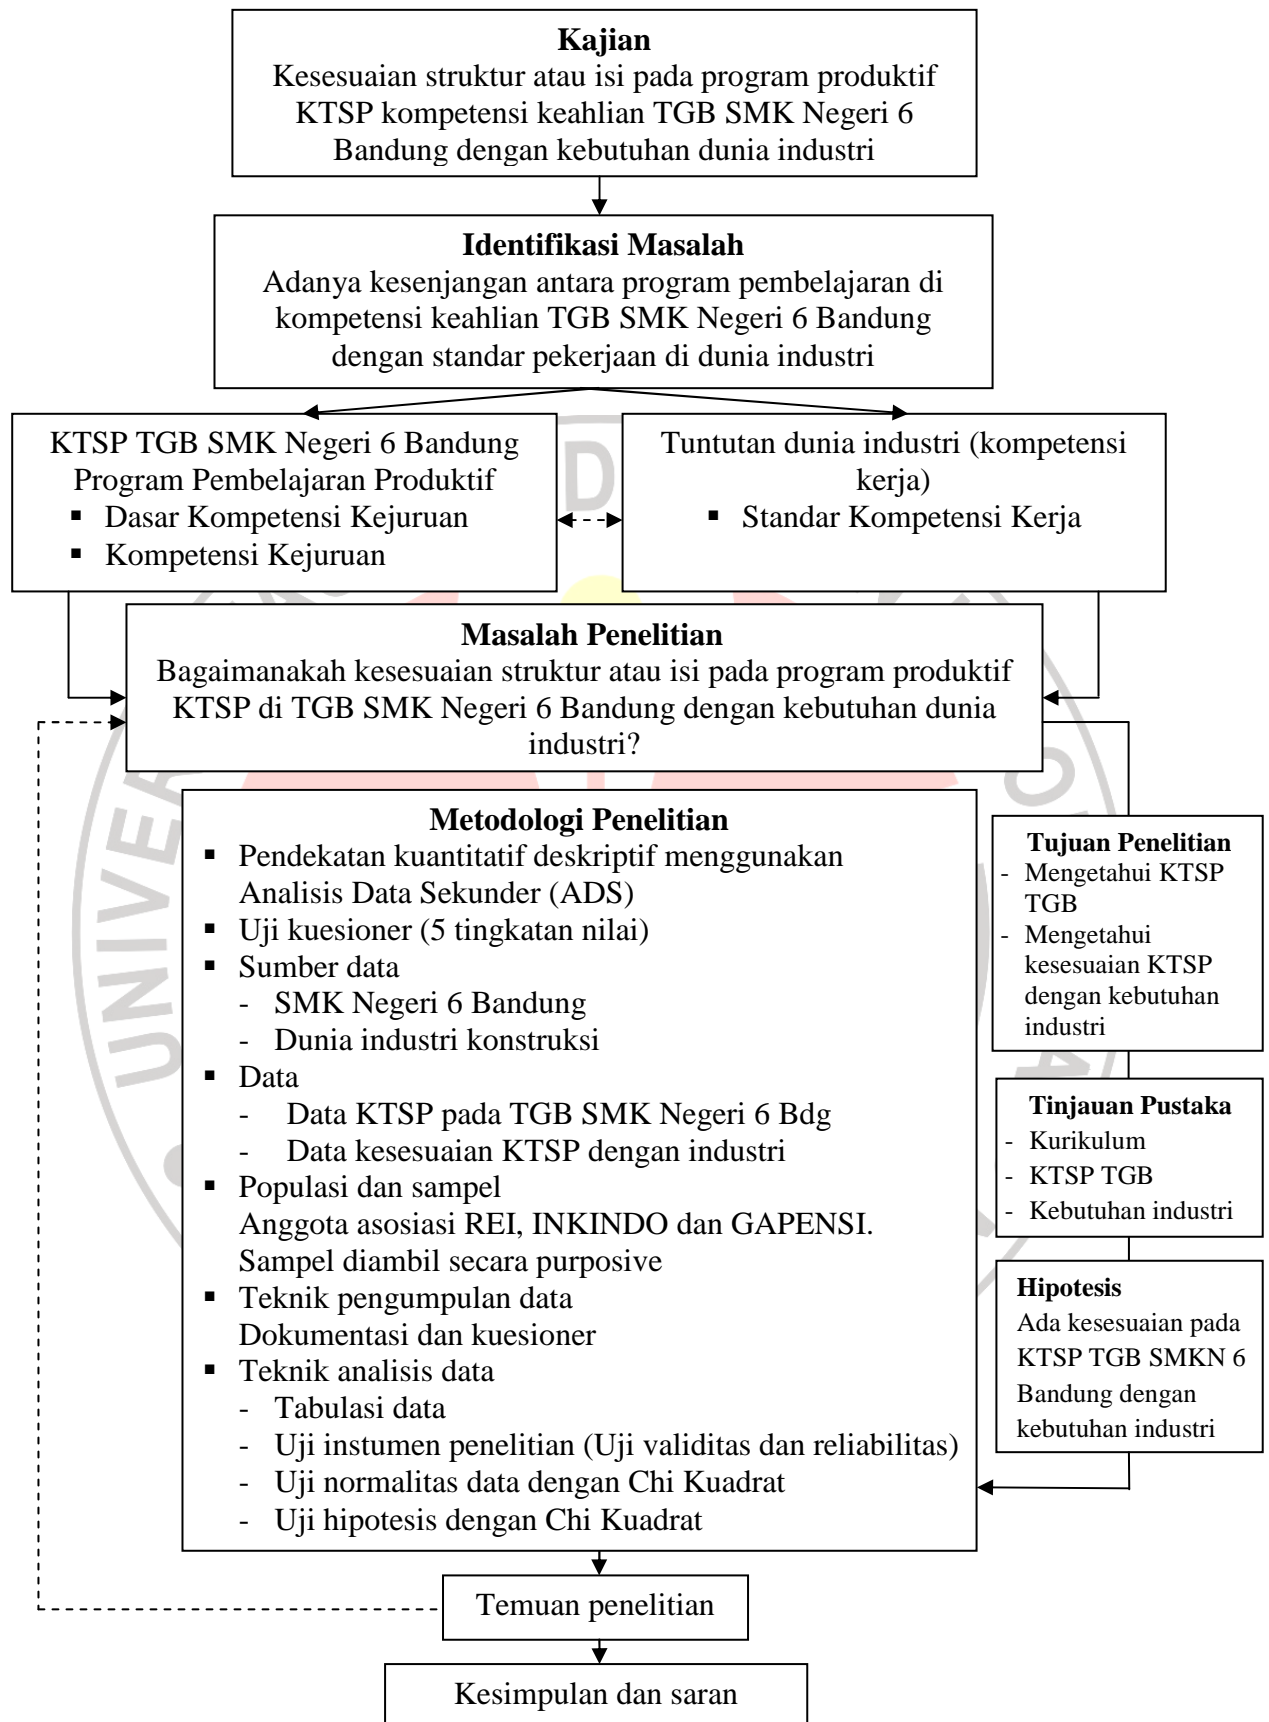 Kajian
Kesesuaian struktur atau isi pada program produktif
KTSP kompetensi keahlian TGB SMK Negeri 6
Bandung dengan kebutuhan dunia industri
Identifikasi Masalah
Adanya kesenjangan antara program pembelajaran di
kompetensi keahlian TGB SMK Negeri 6 Bandung
dengan standar pekerjaan di dunia industri
KTSP TGB SMK Negeri 6 Bandung
Program Pembelajaran Produktif
▪ Dasar Kompetensi Kejuruan
▪ Kompetensi Kejuruan
Tuntutan dunia industri (kompetensi
kerja)
▪ Standar Kompetensi Kerja
Masalah Penelitian
Bagaimanakah kesesuaian struktur atau isi pada program produktif
KTSP di TGB SMK Negeri 6 Bandung dengan kebutuhan dunia
industri?
Metodologi Penelitian
▪ Pendekatan kuantitatif deskriptif menggunakan
Analisis Data Sekunder (ADS)
▪ Uji kuesioner (5 tingkatan nilai)
▪ Sumber data
- SMK Negeri 6 Bandung
- Dunia industri konstruksi
▪ Data
- Data KTSP pada TGB SMK Negeri 6 Bdg
- Data kesesuaian KTSP dengan industri
▪ Populasi dan sampel
Anggota asosiasi REI, INKINDO dan GAPENSI.
Sampel diambil secara purposive
▪ Teknik pengumpulan data
Dokumentasi dan kuesioner
▪ Teknik analisis data
- Tabulasi data
- Uji instumen penelitian (Uji validitas dan reliabilitas)
- Uji normalitas data dengan Chi Kuadrat
- Uji hipotesis dengan Chi Kuadrat
Tujuan Penelitian
- Mengetahui KTSP
TGB
- Mengetahui
kesesuaian KTSP
dengan kebutuhan
industri
Tinjauan Pustaka
- Kurikulum
- KTSP TGB
- Kebutuhan industri
Hipotesis
Ada kesesuaian pada
KTSP TGB SMKN 6
Bandung dengan
kebutuhan industri
Temuan penelitian
Kesimpulan dan saran